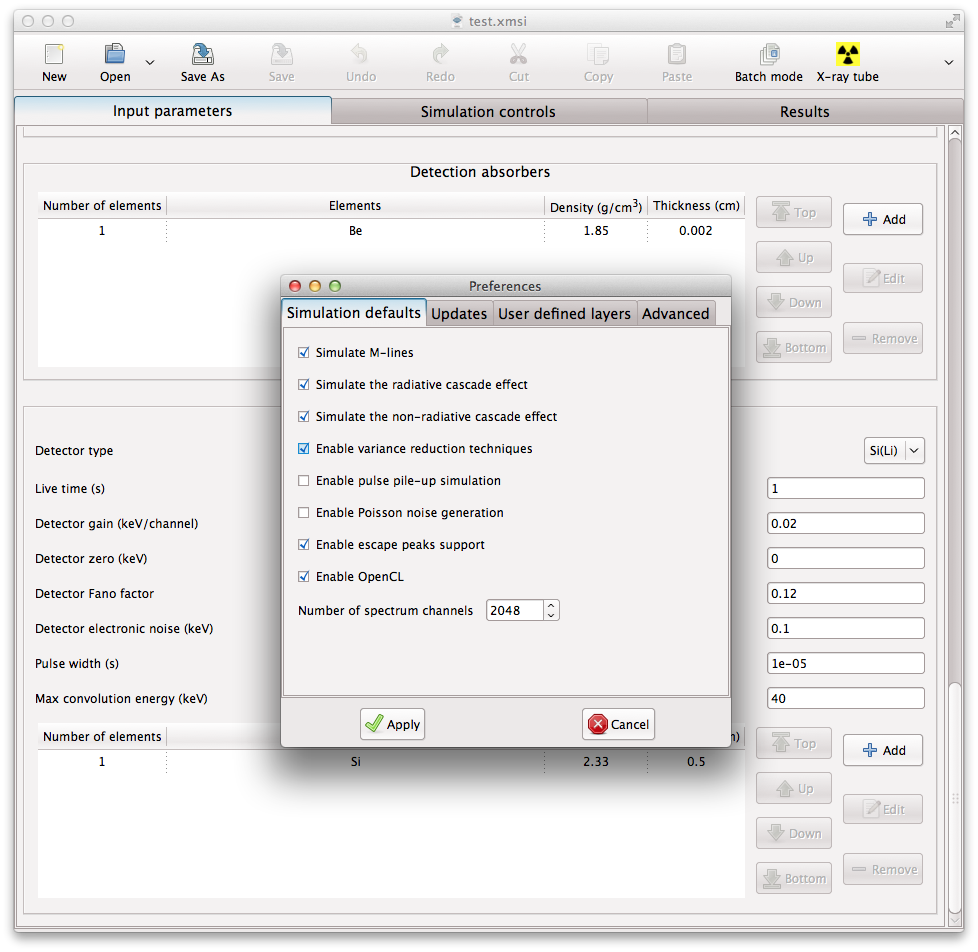 test.xmsi
New Open Save As Save Undo Redo Cut Copy Paste Batch mode X-ray tube
Input parameters Simulation controls Results
Detection absorbers
Number of elements Elements Density (g/cm³) Thickness (cm)
1 Be 1.85 0.002
Top
Add
Up
Edit
Down
Bottom
Remove
Preferences
Simulation defaults Updates User defined layers Advanced
Simulate M-lines
Simulate the radiative cascade effect
Simulate the non-radiative cascade effect
Enable variance reduction techniques
Enable pulse pile-up simulation
Enable Poisson noise generation
Enable escape peaks support
Enable OpenCL
Number of spectrum channels 2048
Apply Cancel
Detector type Si(Li)
Live time (s) 1
Detector gain (keV/channel) 0.02
Detector zero (keV) 0
Detector Fano factor 0.12
Detector electronic noise (keV) 0.1
Pulse width (s) 1e-05
Max convolution energy (keV) 40
Number of elements
1 Si 2.33 0.5
Top
Add
Up
Edit
Down
Bottom
Remove